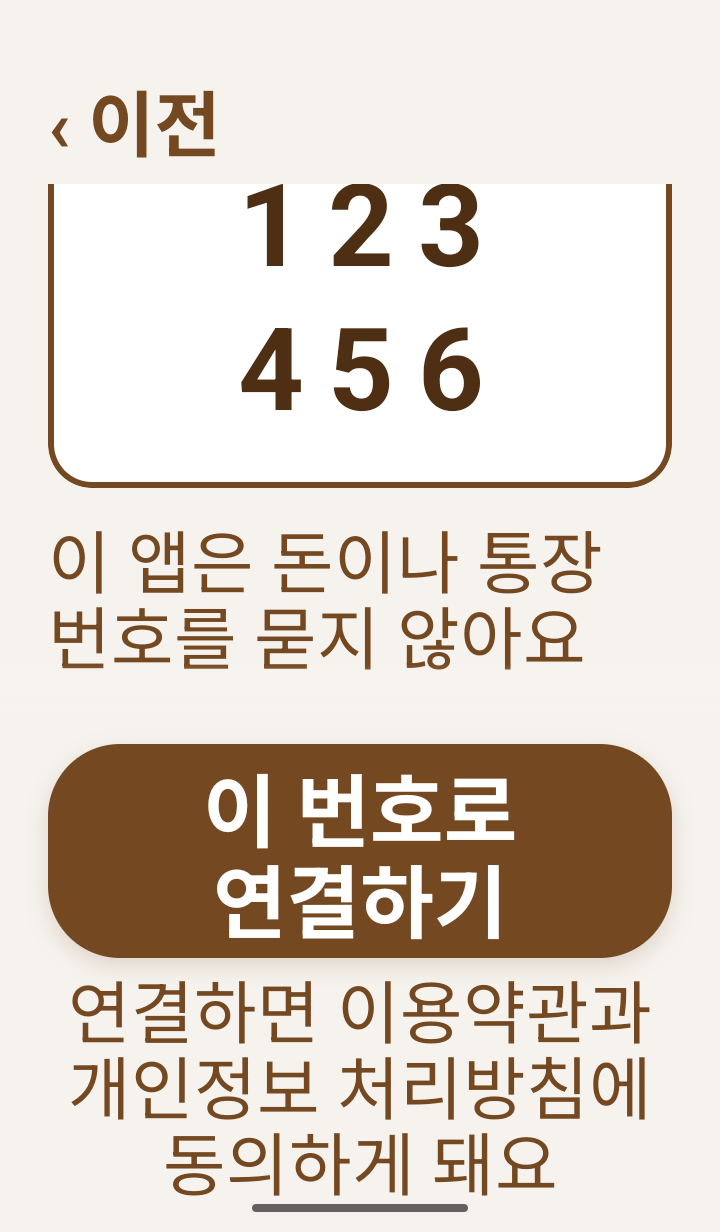 ‹ 이전
1 2 3
4 5 6
이 앱은 돈이나 통장
번호를 묻지 않아요
이 번호로
연결하기
연결하면 이용약관과
개인정보 처리방침에
동의하게 돼요